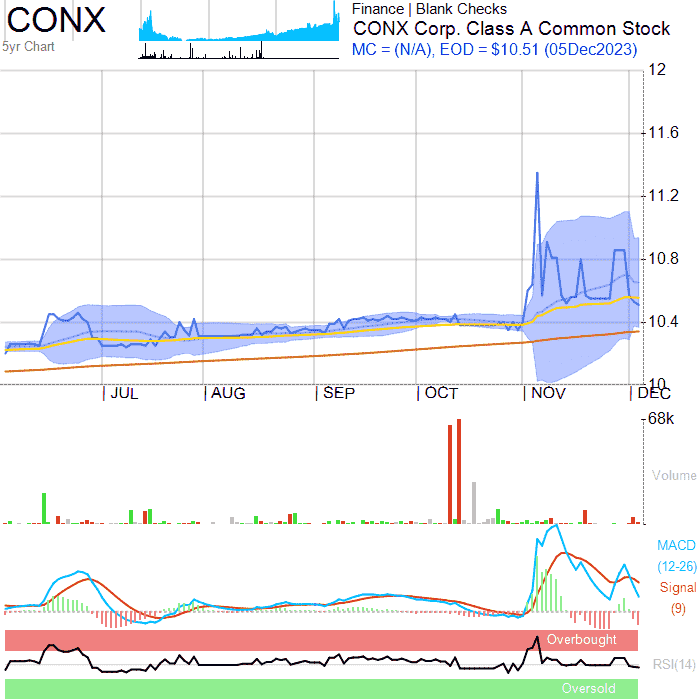 CONX
5yr Chart
Finance | Blank Checks
CONX Corp. Class A Common Stock
MC = (N/A), EOD = $10.51 (05Dec2023)
12
11.6
11.2
10.8
10.4
10
JUL AUG SEP OCT NOV DEC
68k
Volume
MACD
(12-26)
Signal
(9)
Overbought
RSI(14)
Oversold